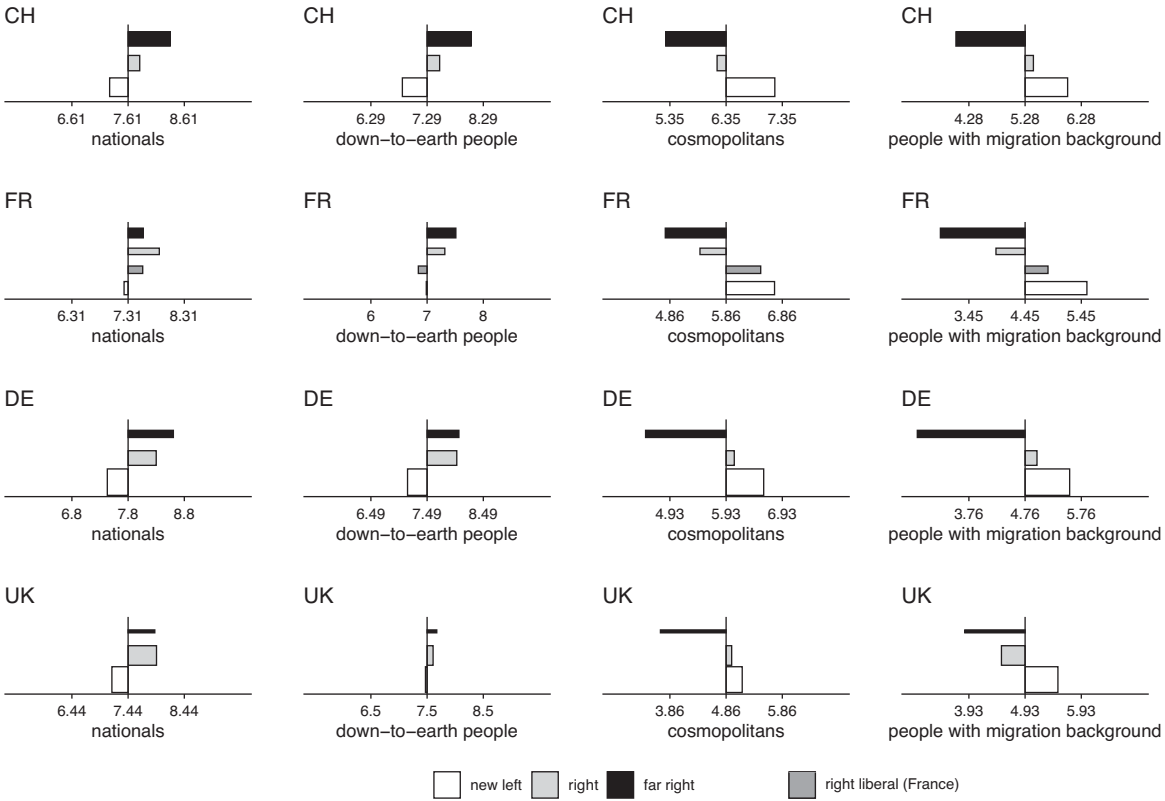 CH CH CH CH
6.61 7.61 8.61 6.29 7.29 8.29 5.35 6.35 7.35 4.28 5.28 6.28
nationals down−to−earth people cosmopolitans people with migration background
FR FR FR FR
6.31 7.31 8.31 6 7 8 4.86 5.86 6.86 3.45 4.45 5.45
nationals down−to−earth people cosmopolitans people with migration background
DE DE DE DE
6.8 7.8 8.8 6.49 7.49 8.49 4.93 5.93 6.93 3.76 4.76 5.76
nationals down−to−earth people cosmopolitans people with migration background
UK UK UK UK
6.44 7.44 8.44 6.5 7.5 8.5 3.86 4.86 5.86 3.93 4.93 5.93
nationals down−to−earth people cosmopolitans people with migration background
new left right far right right liberal (France)